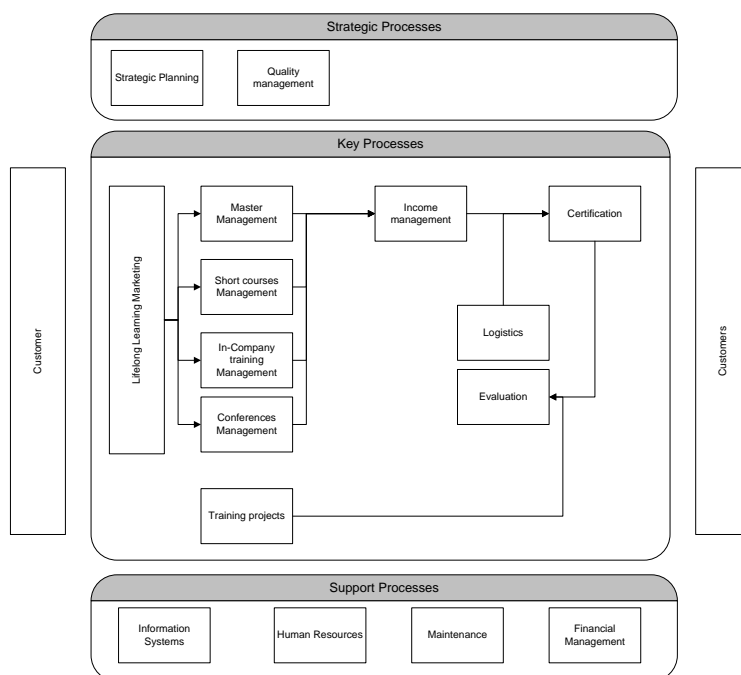 Strategic Processes
Strategic Planning
Quality
management
Key Processes
Customer
Lifelong Learning Marketing
Master
Management
Short courses
Management
In-Company
training
Management
Conferences
Management
Training projects
Income
management
Certification
Logistics
Evaluation
Customers
Support Processes
Information
Systems
Human Resources
Maintenance
Financial
Management